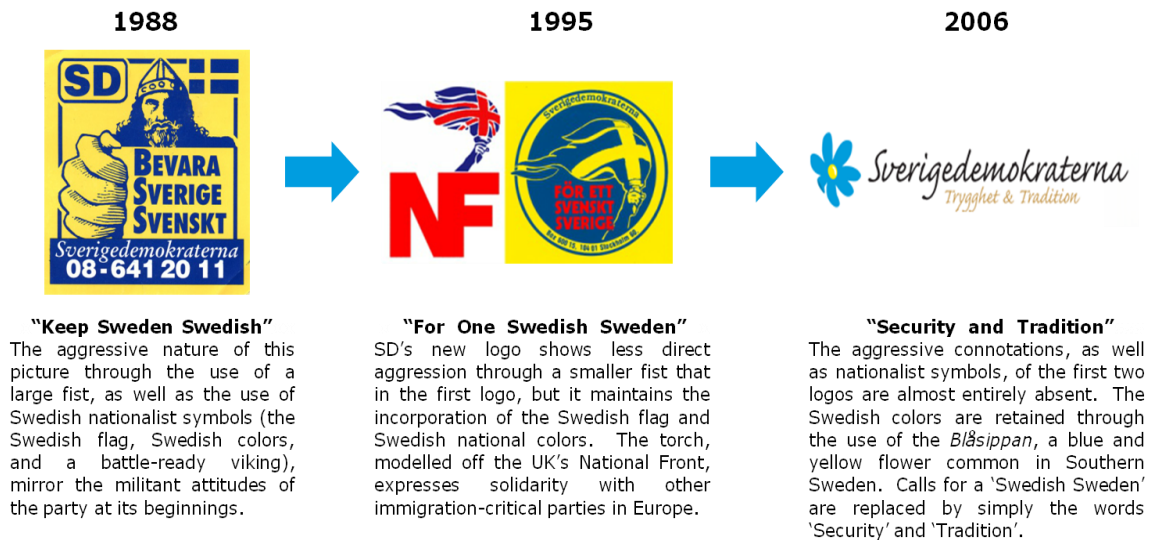 1988
SD
BEVARA
SVERIGE
SVENSKT
Sverigedemokraterna
08-641 20 11
“Keep Sweden Swedish”
The aggressive nature of this
picture through the use of a
large fist, as well as the use of
Swedish nationalist symbols (the
Swedish flag, Swedish colors,
and a battle-ready viking),
mirror the militant attitudes of
the party at its beginnings.
1995
NF
Sverigedemokraterna
FÖR ETT
SVENSKT
SVERIGE
Box 600 15, 104 01 Stockholm
“For One Swedish Sweden”
SD’s new logo shows less direct
aggression through a smaller fist that
in the first logo, but it maintains the
incorporation of the Swedish flag and
Swedish national colors. The torch,
modelled off the UK’s National Front,
expresses solidarity with other
immigration-critical parties in Europe.
2006
Sverigedemokraterna
Trygghet & Tradition
“Security and Tradition”
The aggressive connotations, as well
as nationalist symbols, of the first two
logos are almost entirely absent. The
Swedish colors are retained through
the use of the Blåsippan, a blue and
yellow flower common in Southern
Sweden. Calls for a ‘Swedish Sweden’
are replaced by simply the words
‘Security’ and ‘Tradition’.